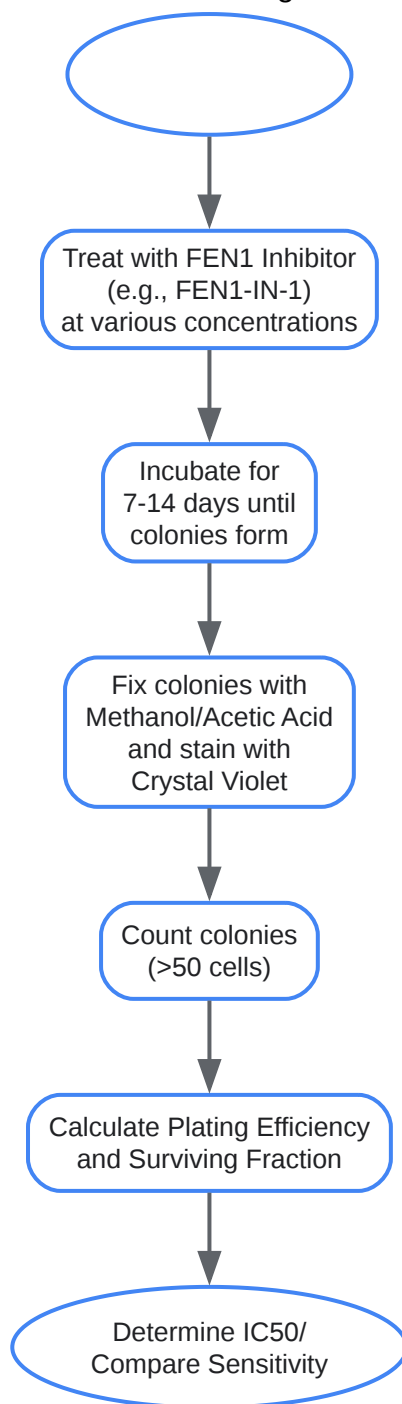 Treat with FEN1 Inhibitor
(e.g., FEN1-IN-1)
at various concentrations
Incubate for
7-14 days until
colonies form
Fix colonies with
Methanol/Acetic Acid
and stain with
Crystal Violet
Count colonies
(>50 cells)
Calculate Plating Efficiency
and Surviving Fraction
Determine IC50/
Compare Sensitivity